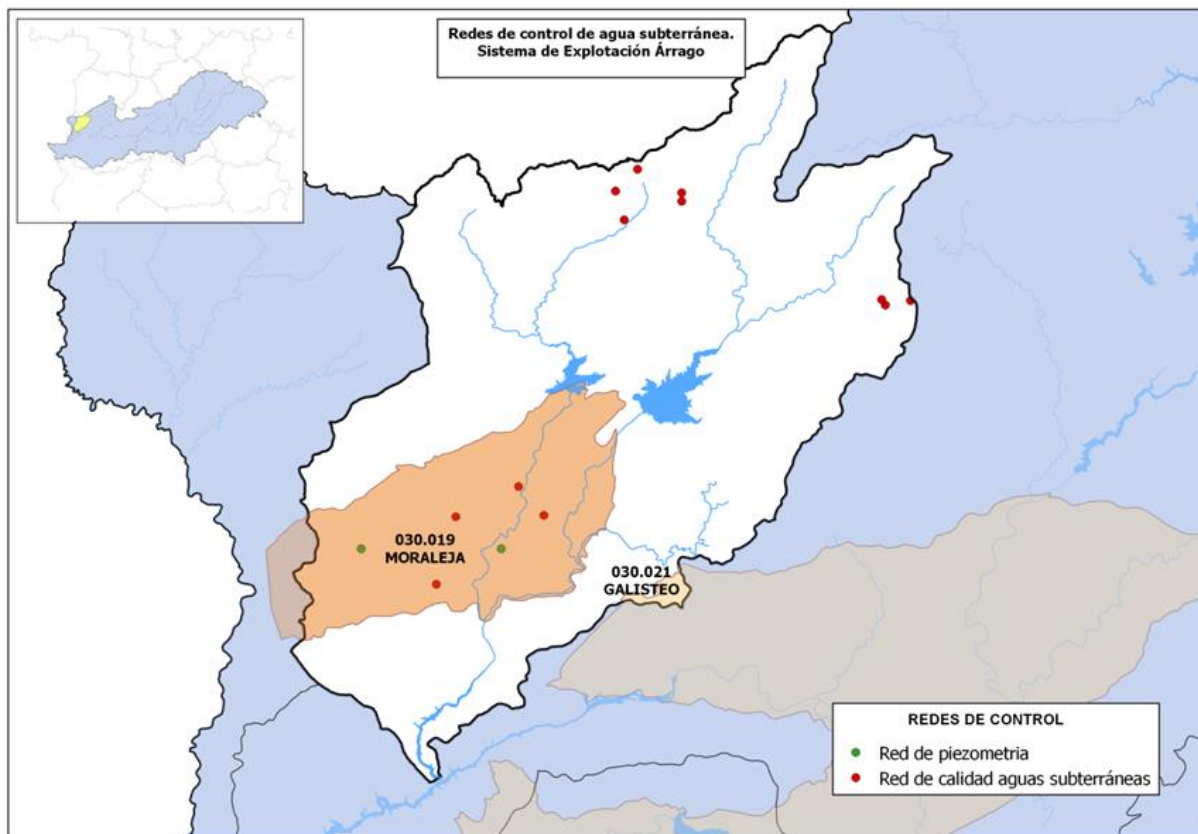 Redes de control de agua subterránea.
Sistema de Explotación Árrago
030.019
MORALEJA
030.021
GALISTEO
REDES DE CONTROL
Red de piezometria
Red de calidad aguas subterráneas